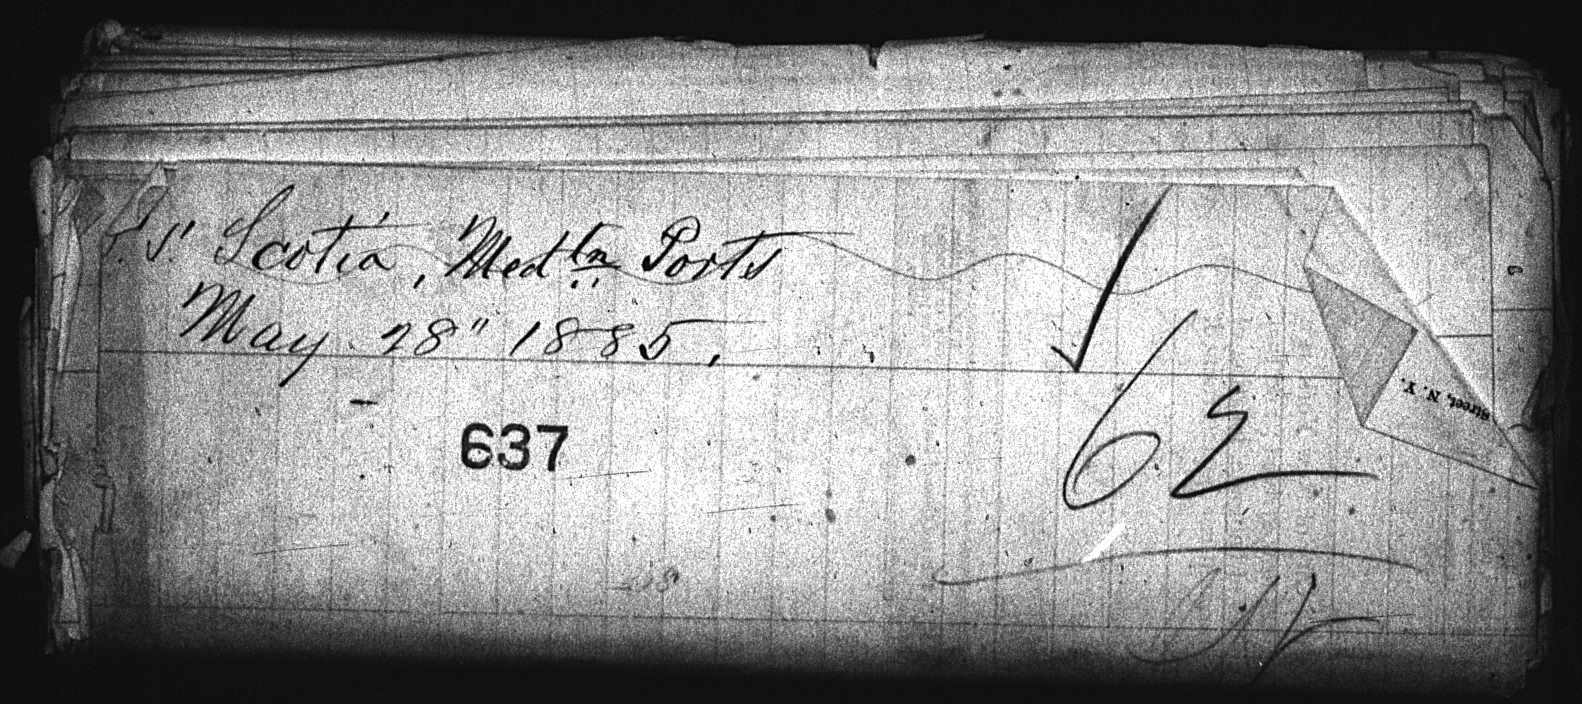 S.S. Scotia, Medtn Ports
May 28" 1885.
637
62
Street, N. Y.